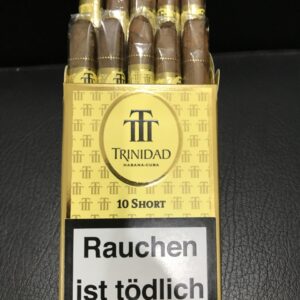 TRINIDAD
HABANA-CUBA
10 SHORT
Rauchen
ist tödlich